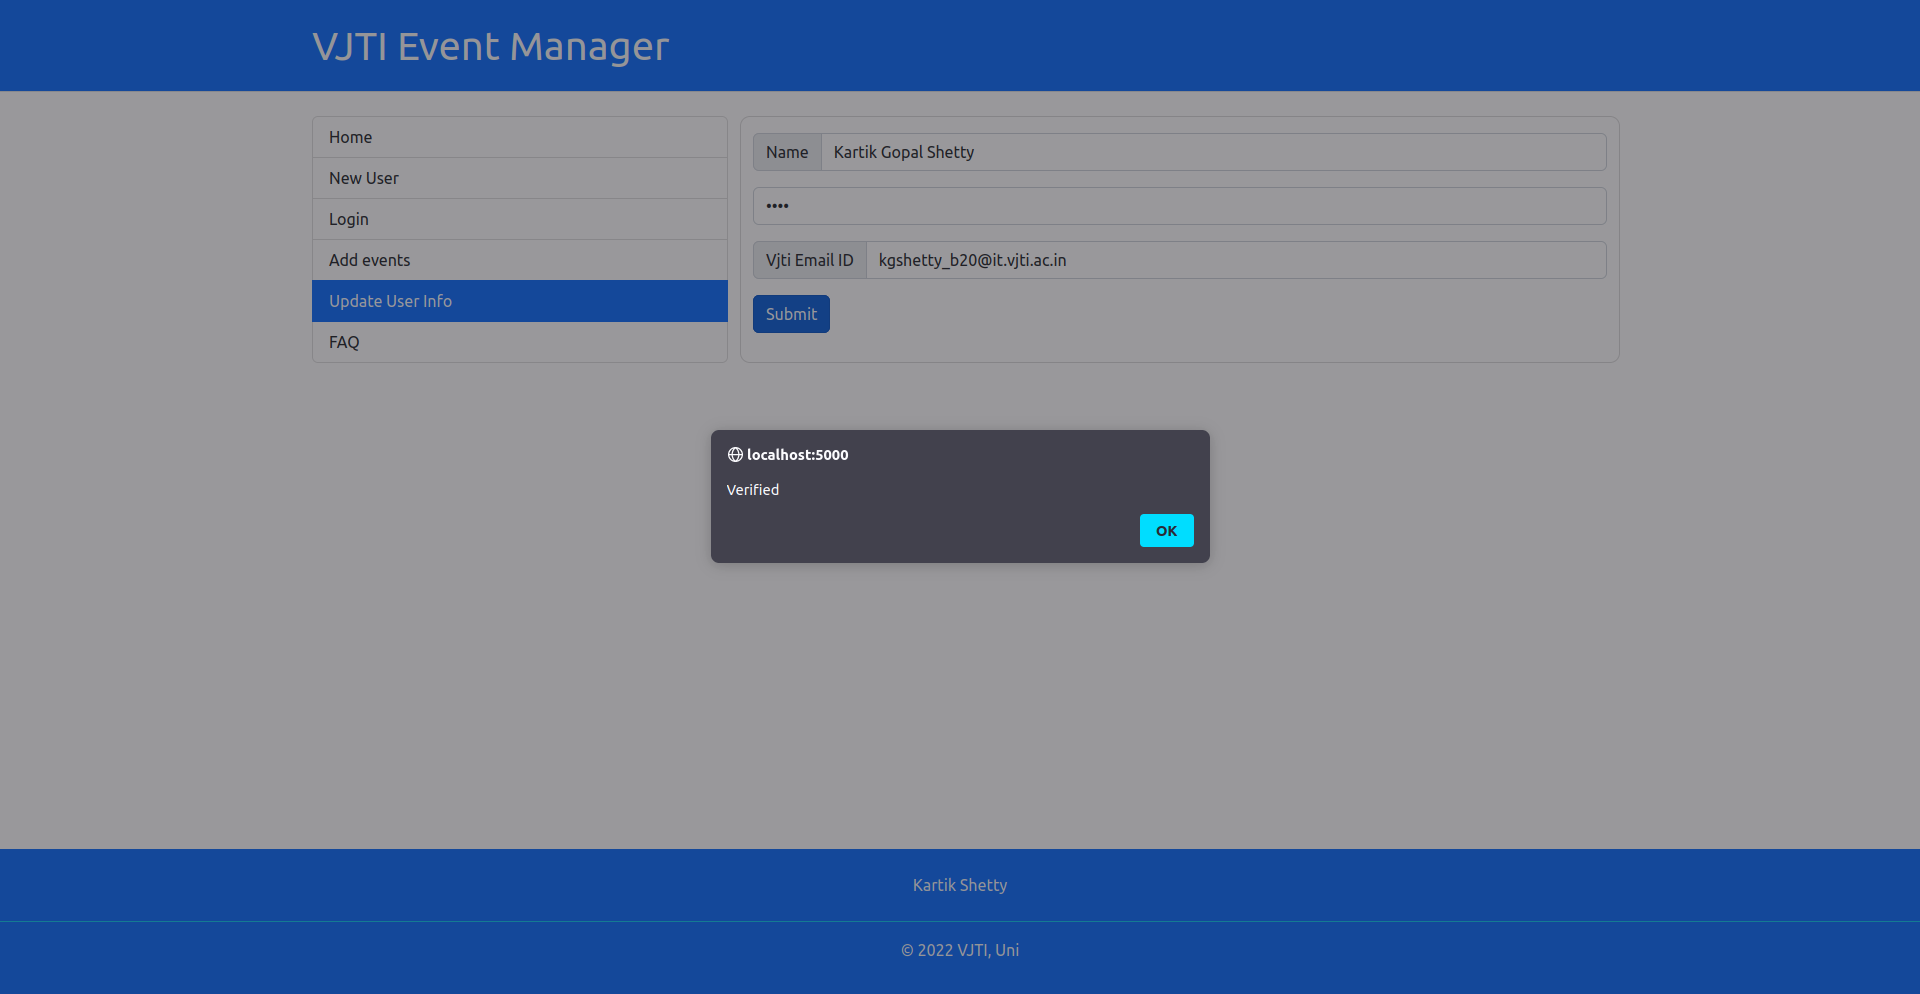 VJTI Event Manager
Home
New User
Login
Add events
Update User Info
FAQ
Name Kartik Gopal Shetty
••••
Vjti Email ID kgshetty_b20@it.vjti.ac.in
Submit
localhost:5000
Verified
OK
Kartik Shetty
© 2022 VJTI, Uni